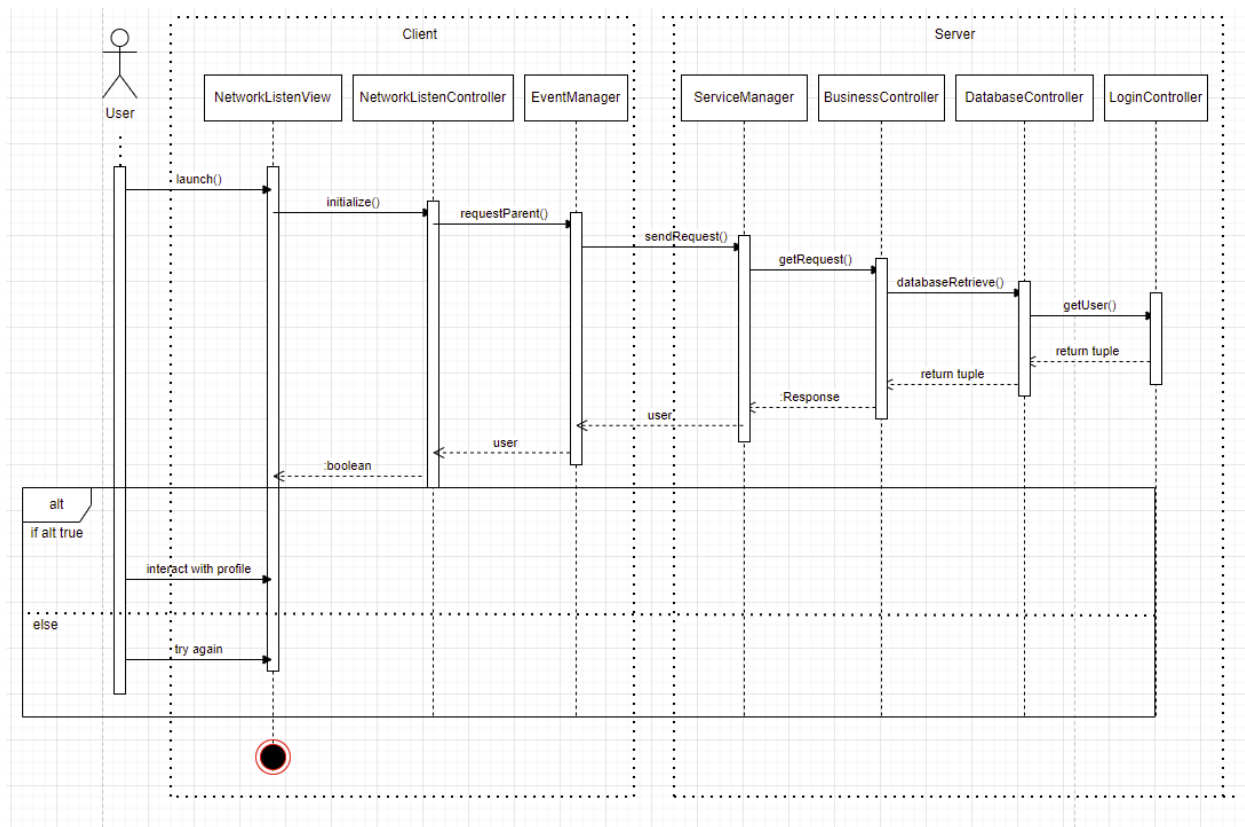 Client
Server
User
NetworkListenView
NetworkListenController
EventManager
ServiceManager
BusinessController
DatabaseController
LoginController
launch()
initialize()
requestParent()
sendRequest()
getRequest()
databaseRetrieve()
getUser()
return tuple
return tuple
:Response
user
user
:boolean
alt
if alt true
interact with profile
else
try again